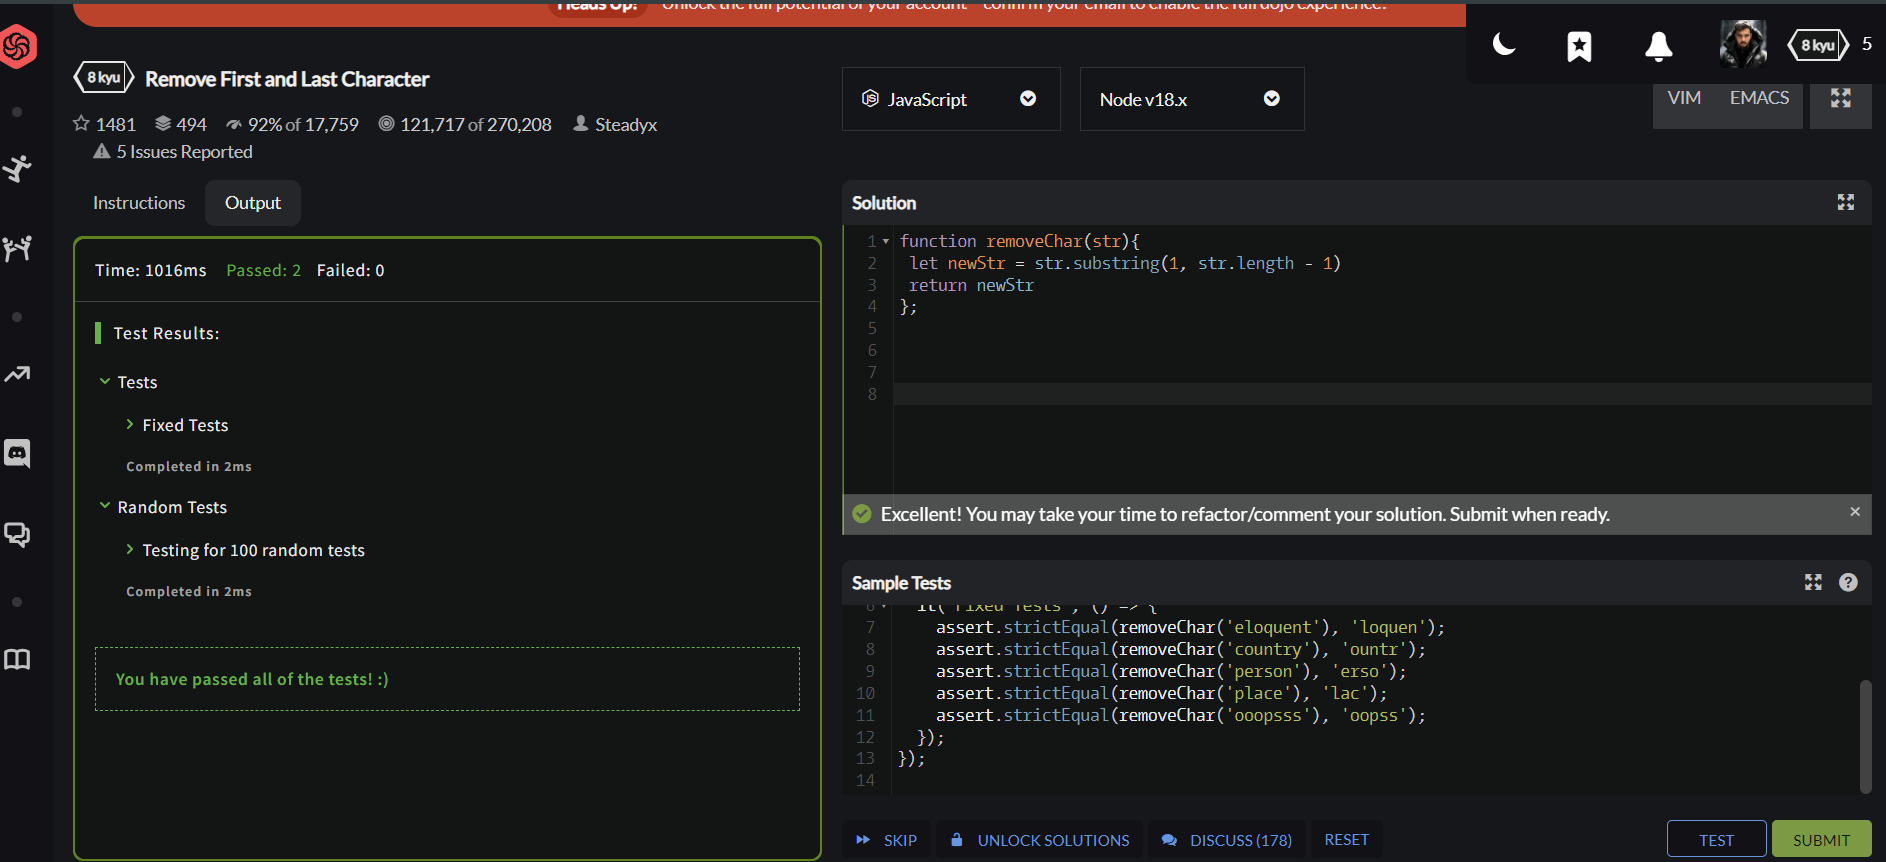 Heads Up! Unlock the full potential of your account - confirm your email to enable the full dojo experience!
8 kyu 5
8 kyu Remove First and Last Character
1481 494 92% of 17,759 121,717 of 270,208 Steadyx
5 Issues Reported
JavaScript
Node v18.x
VIM EMACS
Instructions Output
Time: 1016ms Passed: 2 Failed: 0
Test Results:
Tests
Fixed Tests
Completed in 2ms
Random Tests
Testing for 100 random tests
Completed in 2ms
You have passed all of the tests! :)
Solution
1 function removeChar(str){
2 let newStr = str.substring(1, str.length - 1)
3 return newStr
4 };
5
6
7
8
Excellent! You may take your time to refactor/comment your solution. Submit when ready.
Sample Tests
6 it("Fixed Tests", () => {
7 assert.strictEqual(removeChar('eloquent'), 'loquen');
8 assert.strictEqual(removeChar('country'), 'ountr');
9 assert.strictEqual(removeChar('person'), 'erso');
10 assert.strictEqual(removeChar('place'), 'lac');
11 assert.strictEqual(removeChar('ooopsss'), 'oopss');
12 });
13 });
14
SKIP UNLOCK SOLUTIONS DISCUSS (178) RESET
TEST SUBMIT